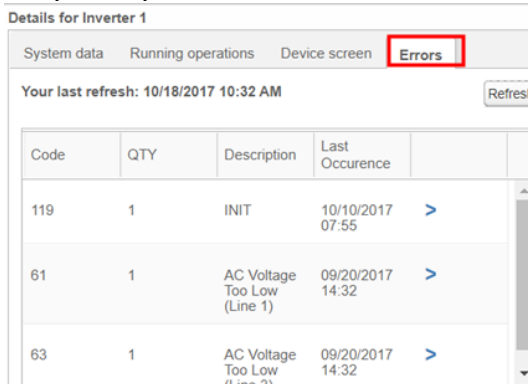 Details for Inverter 1
System data Running operations Device screen Errors
Your last refresh: 10/18/2017 10:32 AM
Code QTY Description Last
Occurence
119 1 INIT 10/10/2017 >
07:55
61 1 AC Voltage 09/20/2017 >
Too Low 14:32
(Line 1)
63 1 AC Voltage 09/20/2017 >
Too Low 14:32